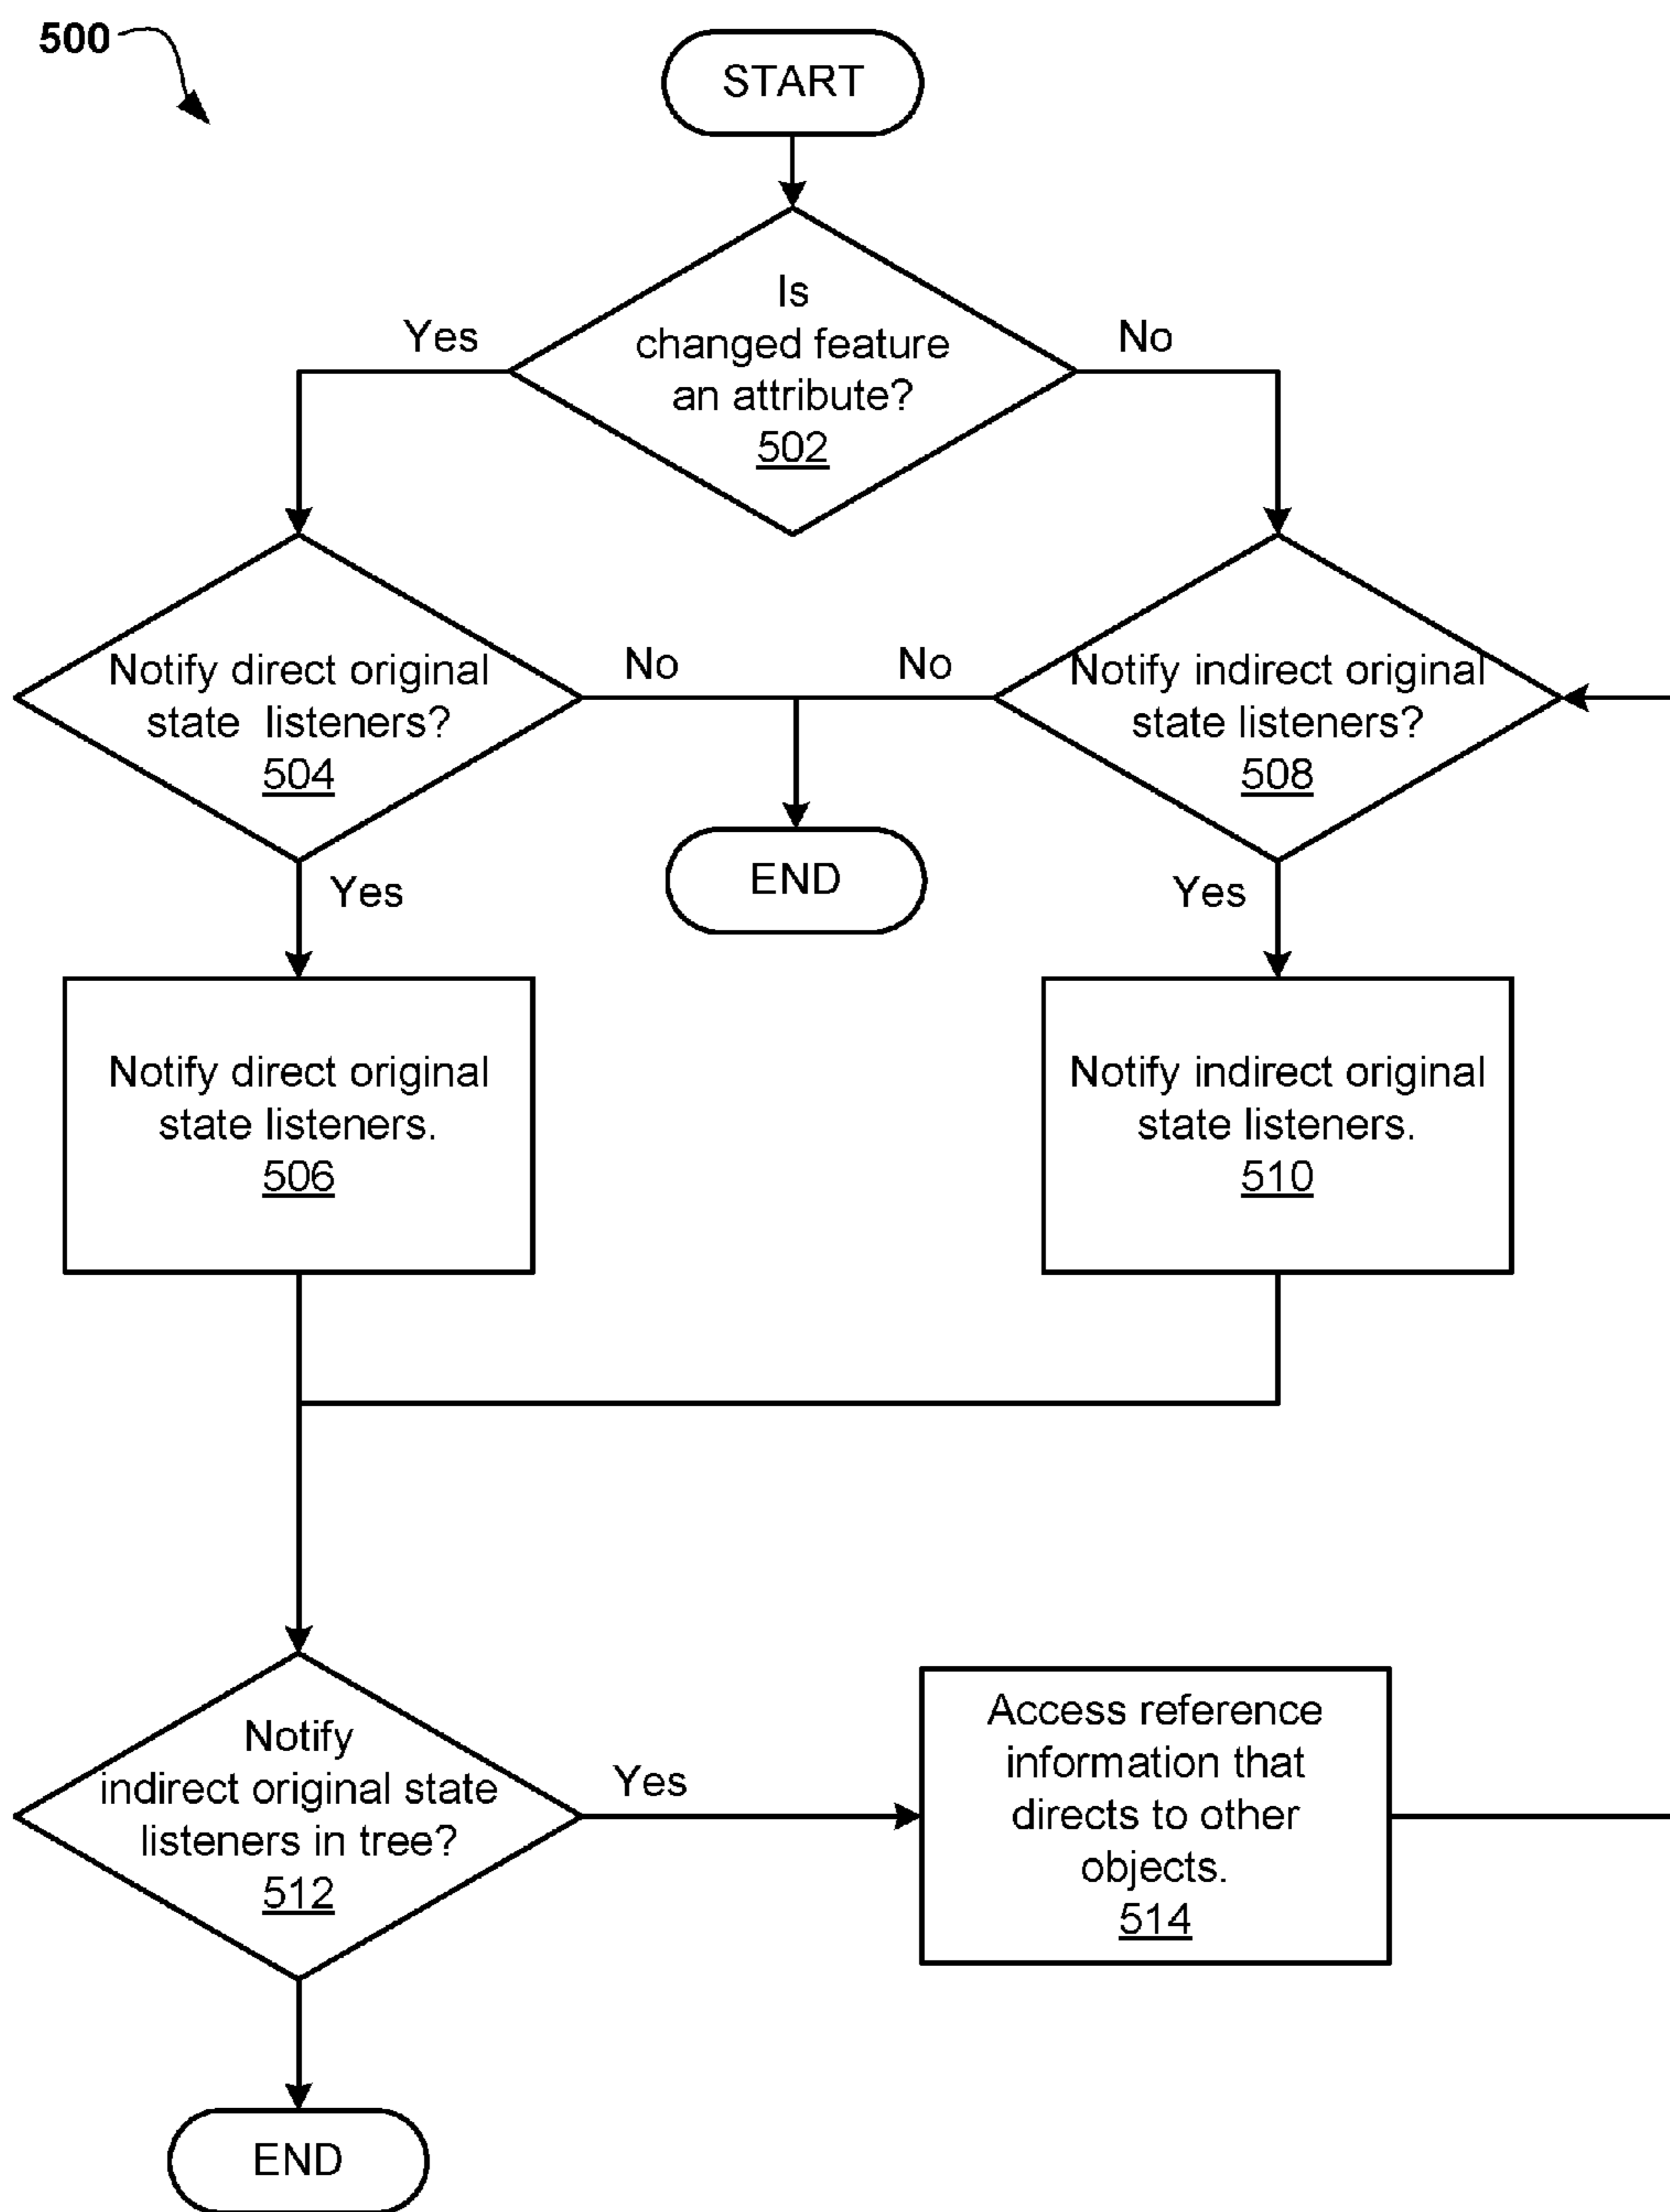 500
START
Is
changed feature
an attribute?
502
Yes
No
Notify direct original
state listeners?
504
No
No
Notify indirect original
state listeners?
508
END
Yes
Yes
Notify direct original
state listeners.
506
Notify indirect original
state listeners.
510
Notify
indirect original state
listeners in tree?
512
Yes
Access reference
information that
directs to other
objects.
514
END